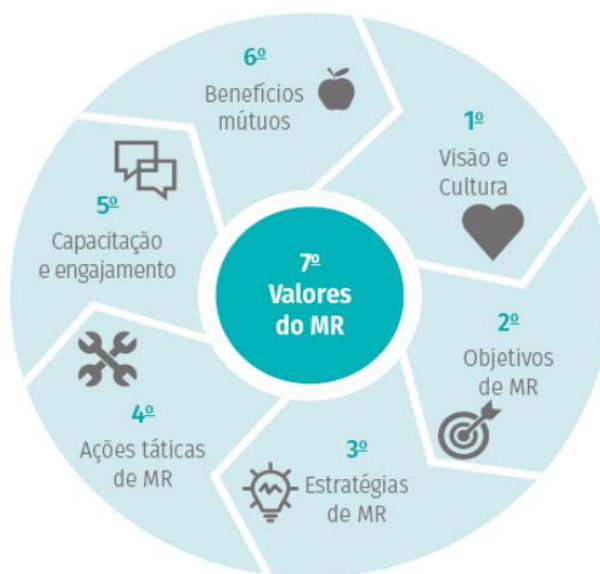 1º
Visão e
Cultura
2º
Objetivos
de MR
3º
Estratégias
de MR
4º
Ações táticas
de MR
5º
Capacitação
e engajamento
6º
Benefícios
mútuos
7º
Valores
do MR